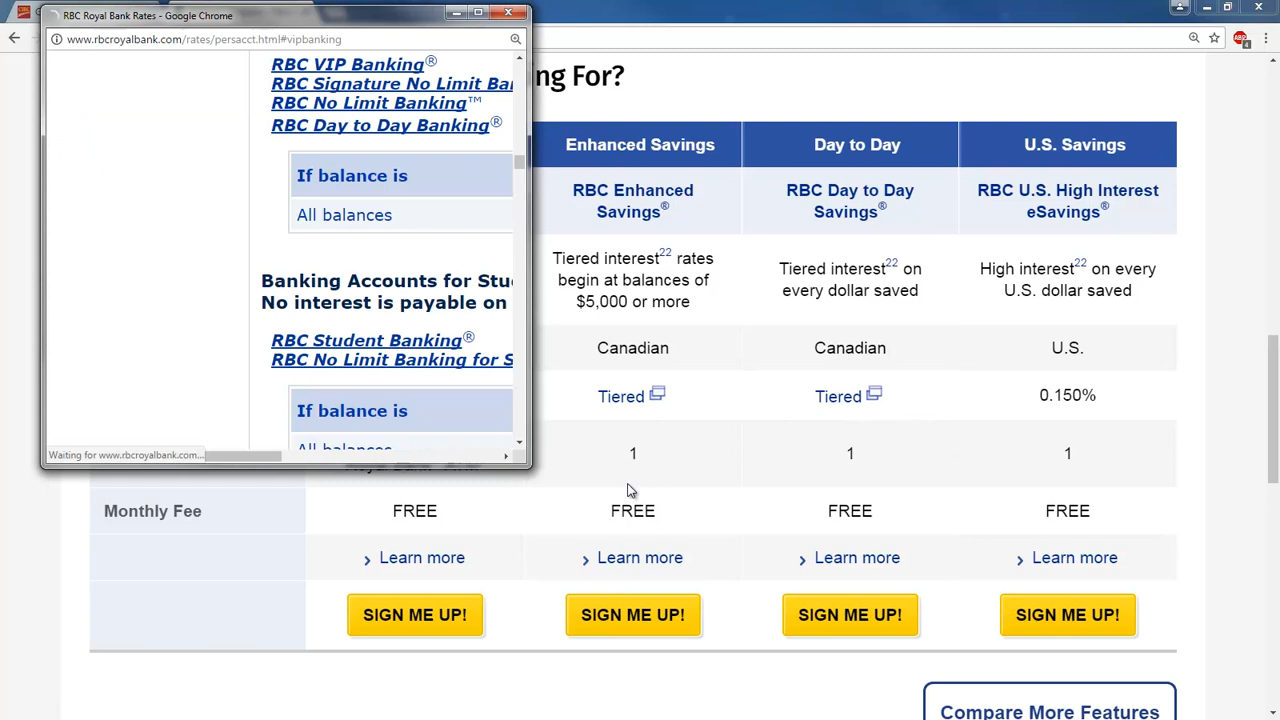 RBC Royal Bank Rates - Google Chrome
www.rbcroyalbank.com/rates/persacct.html#vipbanking
RBC VIP Banking®
RBC Signature No Limit Ba
RBC No Limit Banking™
RBC Day to Day Banking®
If balance is
All balances
Banking Accounts for Stu
No interest is payable on
RBC Student Banking®
RBC No Limit Banking for S
If balance is
All balances
Waiting for www.rbcroyalbank.com...
ng For?
Enhanced Savings Day to Day U.S. Savings
RBC Enhanced Savings® RBC Day to Day Savings® RBC U.S. High Interest eSavings®
Tiered interest22 rates begin at balances of $5,000 or more Tiered interest22 on every dollar saved High interest22 on every U.S. dollar saved
Canadian Canadian U.S.
Tiered Tiered 0.150%
1 1 1
Monthly Fee FREE FREE FREE FREE
› Learn more › Learn more › Learn more › Learn more
SIGN ME UP! SIGN ME UP! SIGN ME UP! SIGN ME UP!
Compare More Features